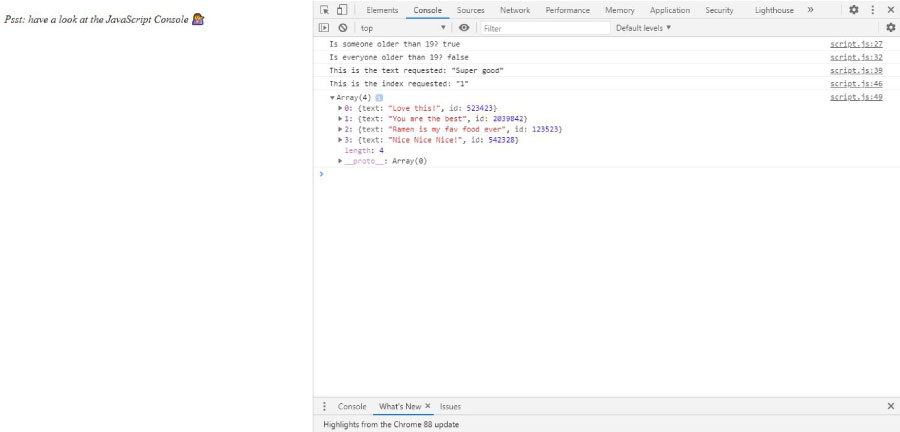 Psst: have a look at the JavaScript Console 💁
Elements Console Sources Network Performance Memory Application Security Lighthouse »
top ▼ Filter Default levels ▼
Is someone older than 19? true script.js:27
Is everyone older than 19? false script.js:32
This is the text requested: "Super good" script.js:39
This is the index requested: "1" script.js:46
▼Array(4) i script.js:49
▶0: {text: "Love this!", id: 523423}
▶1: {text: "You are the best", id: 2039842}
▶2: {text: "Ramen is my fav food ever", id: 123523}
▶3: {text: "Nice Nice Nice!", id: 542328}
length: 4
▶__proto__: Array(0)
>
Console What's New × Issues
Highlights from the Chrome 88 update